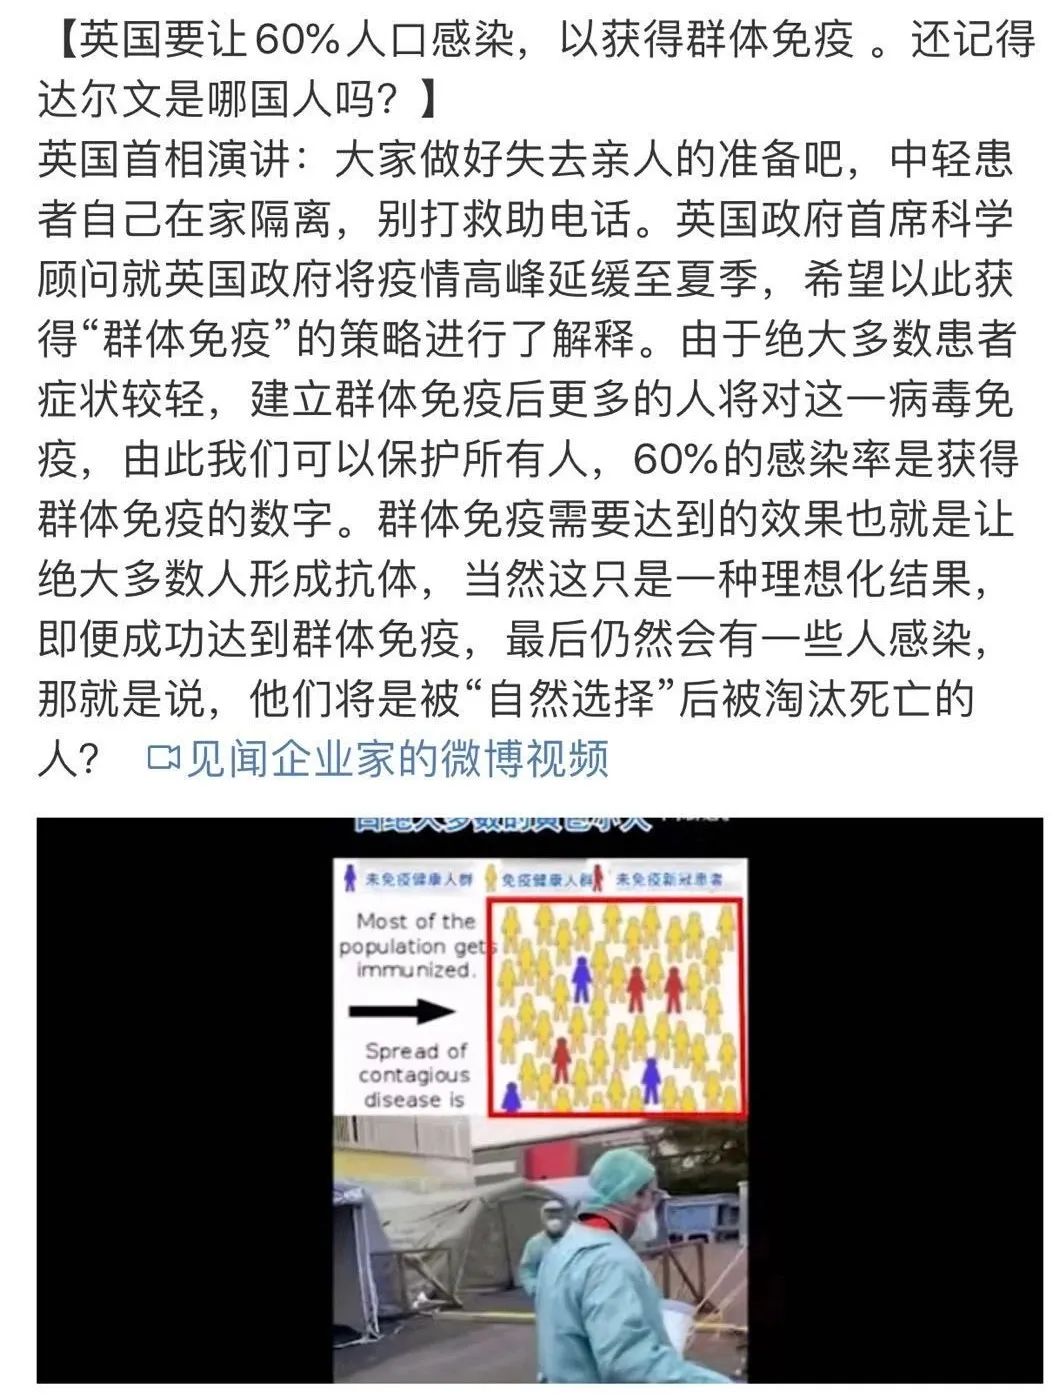 【英国要让60%人口感染，以获得群体免疫 。还记得
达尔文是哪国人吗？】
英国首相演讲：大家做好失去亲人的准备吧，中轻患
者自己在家隔离，别打救助电话。英国政府首席科学
顾问就英国政府将疫情高峰延缓至夏季，希望以此获
得“群体免疫”的策略进行了解释。由于绝大多数患者
症状较轻，建立群体免疫后更多的人将对这一病毒免
疫，由此我们可以保护所有人，60%的感染率是获得
群体免疫的数字。群体免疫需要达到的效果也就是让
绝大多数人形成抗体，当然这只是一种理想化结果，
即便成功达到群体免疫，最后仍然会有一些人感染，
那就是说，他们将是被“自然选择”后被淘汰死亡的
人？ 见闻企业家的微博视频
未免疫健康人群 免疫健康人群 未免疫新冠患者
Most of the
population gets
immunized.
Spread of
contagious
disease is